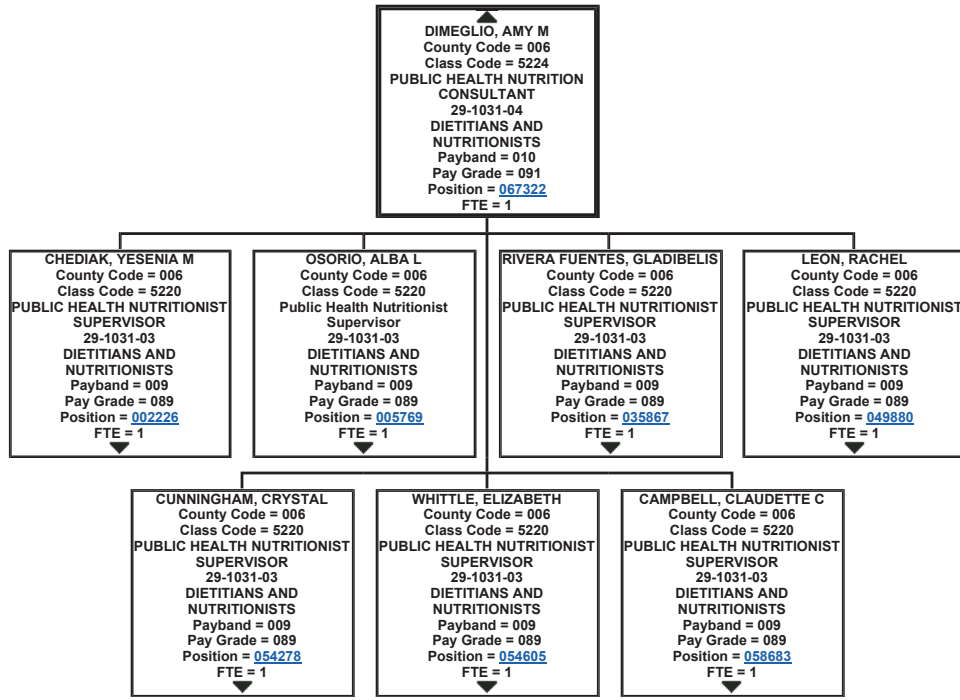 DIMEGLIO, AMY M
County Code = 006
Class Code = 5224
PUBLIC HEALTH NUTRITION
CONSULTANT
29-1031-04
DIETITIANS AND
NUTRITIONISTS
Payband = 010
Pay Grade = 091
Position = 067322
FTE = 1
CHEDIAK, YESENIA M
County Code = 006
Class Code = 5220
PUBLIC HEALTH NUTRITIONIST
SUPERVISOR
29-1031-03
DIETITIANS AND
NUTRITIONISTS
Payband = 009
Pay Grade = 089
Position = 002226
FTE = 1
OSORIO, ALBA L
County Code = 006
Class Code = 5220
Public Health Nutritionist
Supervisor
29-1031-03
DIETITIANS AND
NUTRITIONISTS
Payband = 009
Pay Grade = 089
Position = 005769
FTE = 1
RIVERA FUENTES, GLADIBELIS
County Code = 006
Class Code = 5220
PUBLIC HEALTH NUTRITIONIST
SUPERVISOR
29-1031-03
DIETITIANS AND
NUTRITIONISTS
Payband = 009
Pay Grade = 089
Position = 035867
FTE = 1
LEON, RACHEL
County Code = 006
Class Code = 5220
PUBLIC HEALTH NUTRITIONIST
SUPERVISOR
29-1031-03
DIETITIANS AND
NUTRITIONISTS
Payband = 009
Pay Grade = 089
Position = 049880
FTE = 1
CUNNINGHAM, CRYSTAL
County Code = 006
Class Code = 5220
PUBLIC HEALTH NUTRITIONIST
SUPERVISOR
29-1031-03
DIETITIANS AND
NUTRITIONISTS
Payband = 009
Pay Grade = 089
Position = 054278
FTE = 1
WHITTLE, ELIZABETH
County Code = 006
Class Code = 5220
PUBLIC HEALTH NUTRITIONIST
SUPERVISOR
29-1031-03
DIETITIANS AND
NUTRITIONISTS
Payband = 009
Pay Grade = 089
Position = 054605
FTE = 1
CAMPBELL, CLAUDETTE C
County Code = 006
Class Code = 5220
PUBLIC HEALTH NUTRITIONIST
SUPERVISOR
29-1031-03
DIETITIANS AND
NUTRITIONISTS
Payband = 009
Pay Grade = 089
Position = 058683
FTE = 1